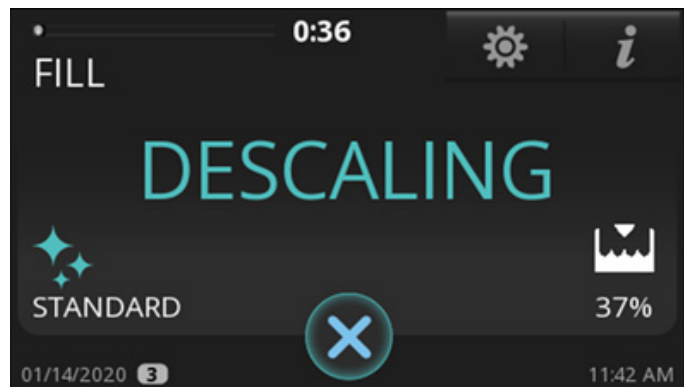 0:36
FILL
i
DESCALING
STANDARD
37%
01/14/2020 3
11:42 AM